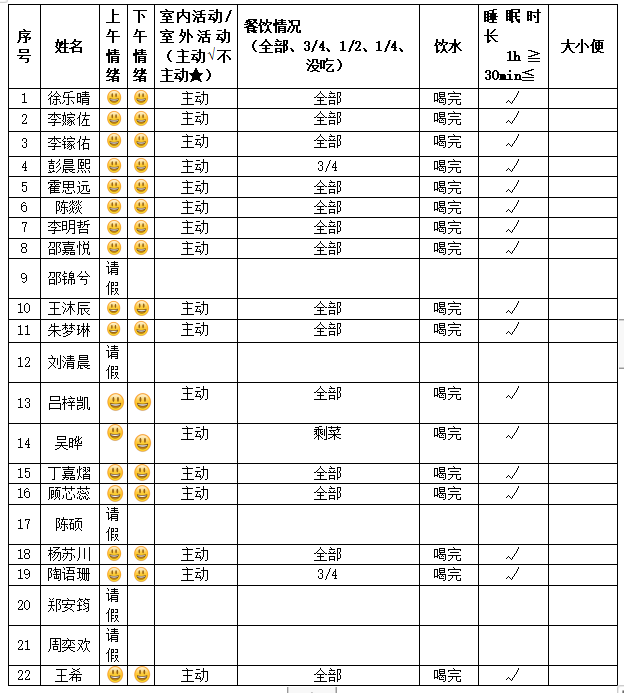 序号 姓名 上午情绪 下午情绪 室内活动/室外活动（主动√不主动★） 餐饮情况（全部、3/4、1/2、1/4、没吃） 饮水 睡眠时长 1h≧30min≦ 大小便
1 徐乐晴 😀 😀 主动 全部 喝完 √
2 李嫁佐 😀 😀 主动 全部 喝完 √
3 李镓佑 😀 😀 主动 全部 喝完 √
4 彭晨熙 😀 😀 主动 3/4 喝完 √
5 霍思远 😀 😀 主动 全部 喝完 √
6 陈燚 😀 😀 主动 全部 喝完 √
7 李明哲 😀 😀 主动 全部 喝完 √
8 邵嘉悦 😀 😀 主动 全部 喝完 √
9 邵锦兮 请假
10 王沐辰 😀 😀 主动 全部 喝完 √
11 朱梦琳 😀 😀 主动 全部 喝完 √
12 刘清晨 请假
13 吕梓凯 😀 😀 主动 全部 喝完 √
14 吴晔 😀 😀 主动 剩菜 喝完 √
15 丁嘉熠 😀 😀 主动 全部 喝完 √
16 顾芯蕊 😀 😀 主动 全部 喝完 √
17 陈硕 请假
18 杨苏川 😀 😀 主动 全部 喝完 √
19 陶语珊 😀 😀 主动 3/4 喝完 √
20 郑安筠 请假
21 周奕欢 请假
22 王希 😀 😀 主动 全部 喝完 √